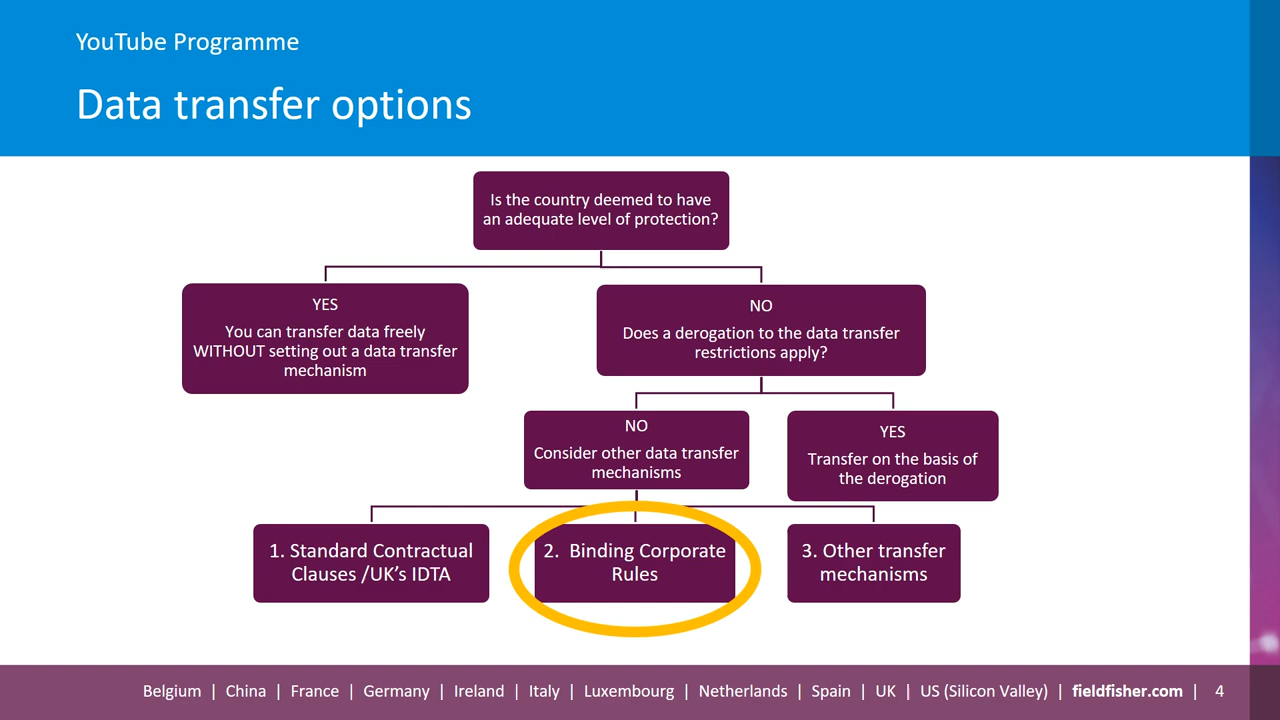 YouTube Programme
Data transfer options
Is the country deemed to have
an adequate level of protection?
YES
You can transfer data freely
WITHOUT setting out a data transfer
mechanism
NO
Does a derogation to the data transfer
restrictions apply?
NO
Consider other data transfer
mechanisms
YES
Transfer on the basis of
the derogation
1. Standard Contractual
Clauses /UK's IDTA
2.  Binding Corporate
Rules
3. Other transfer
mechanisms
Belgium | China | France | Germany | Ireland | Italy | Luxembourg | Netherlands | Spain | UK | US (Silicon Valley) | fieldfisher.com | 4